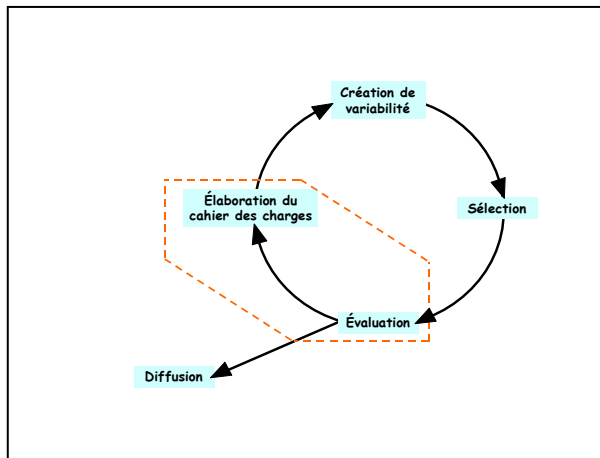 Création de
variabilité
Élaboration du
cahier des charges
Sélection
Évaluation
Diffusion